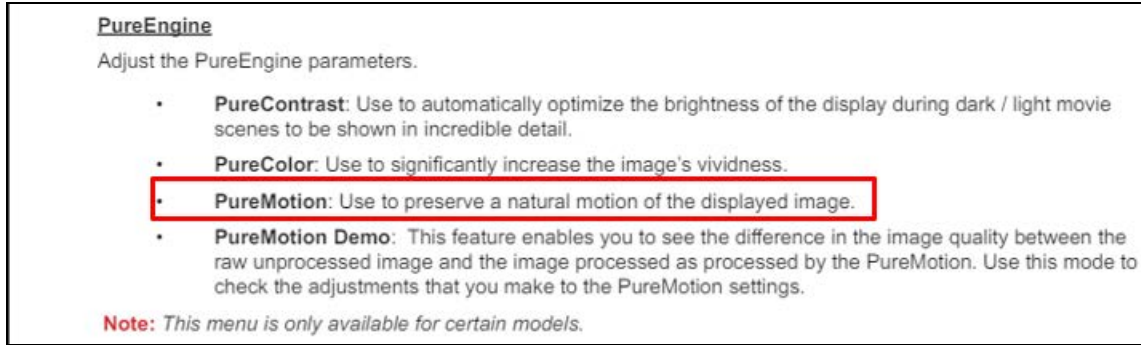 PureEngine
Adjust the PureEngine parameters.
• PureContrast: Use to automatically optimize the brightness of the display during dark / light movie
scenes to be shown in incredible detail.
• PureColor: Use to significantly increase the image's vividness.
• PureMotion: Use to preserve a natural motion of the displayed image.
• PureMotion Demo: This feature enables you to see the difference in the image quality between the
raw unprocessed image and the image processed as processed by the PureMotion. Use this mode to
check the adjustments that you make to the PureMotion settings.
Note: This menu is only available for certain models.